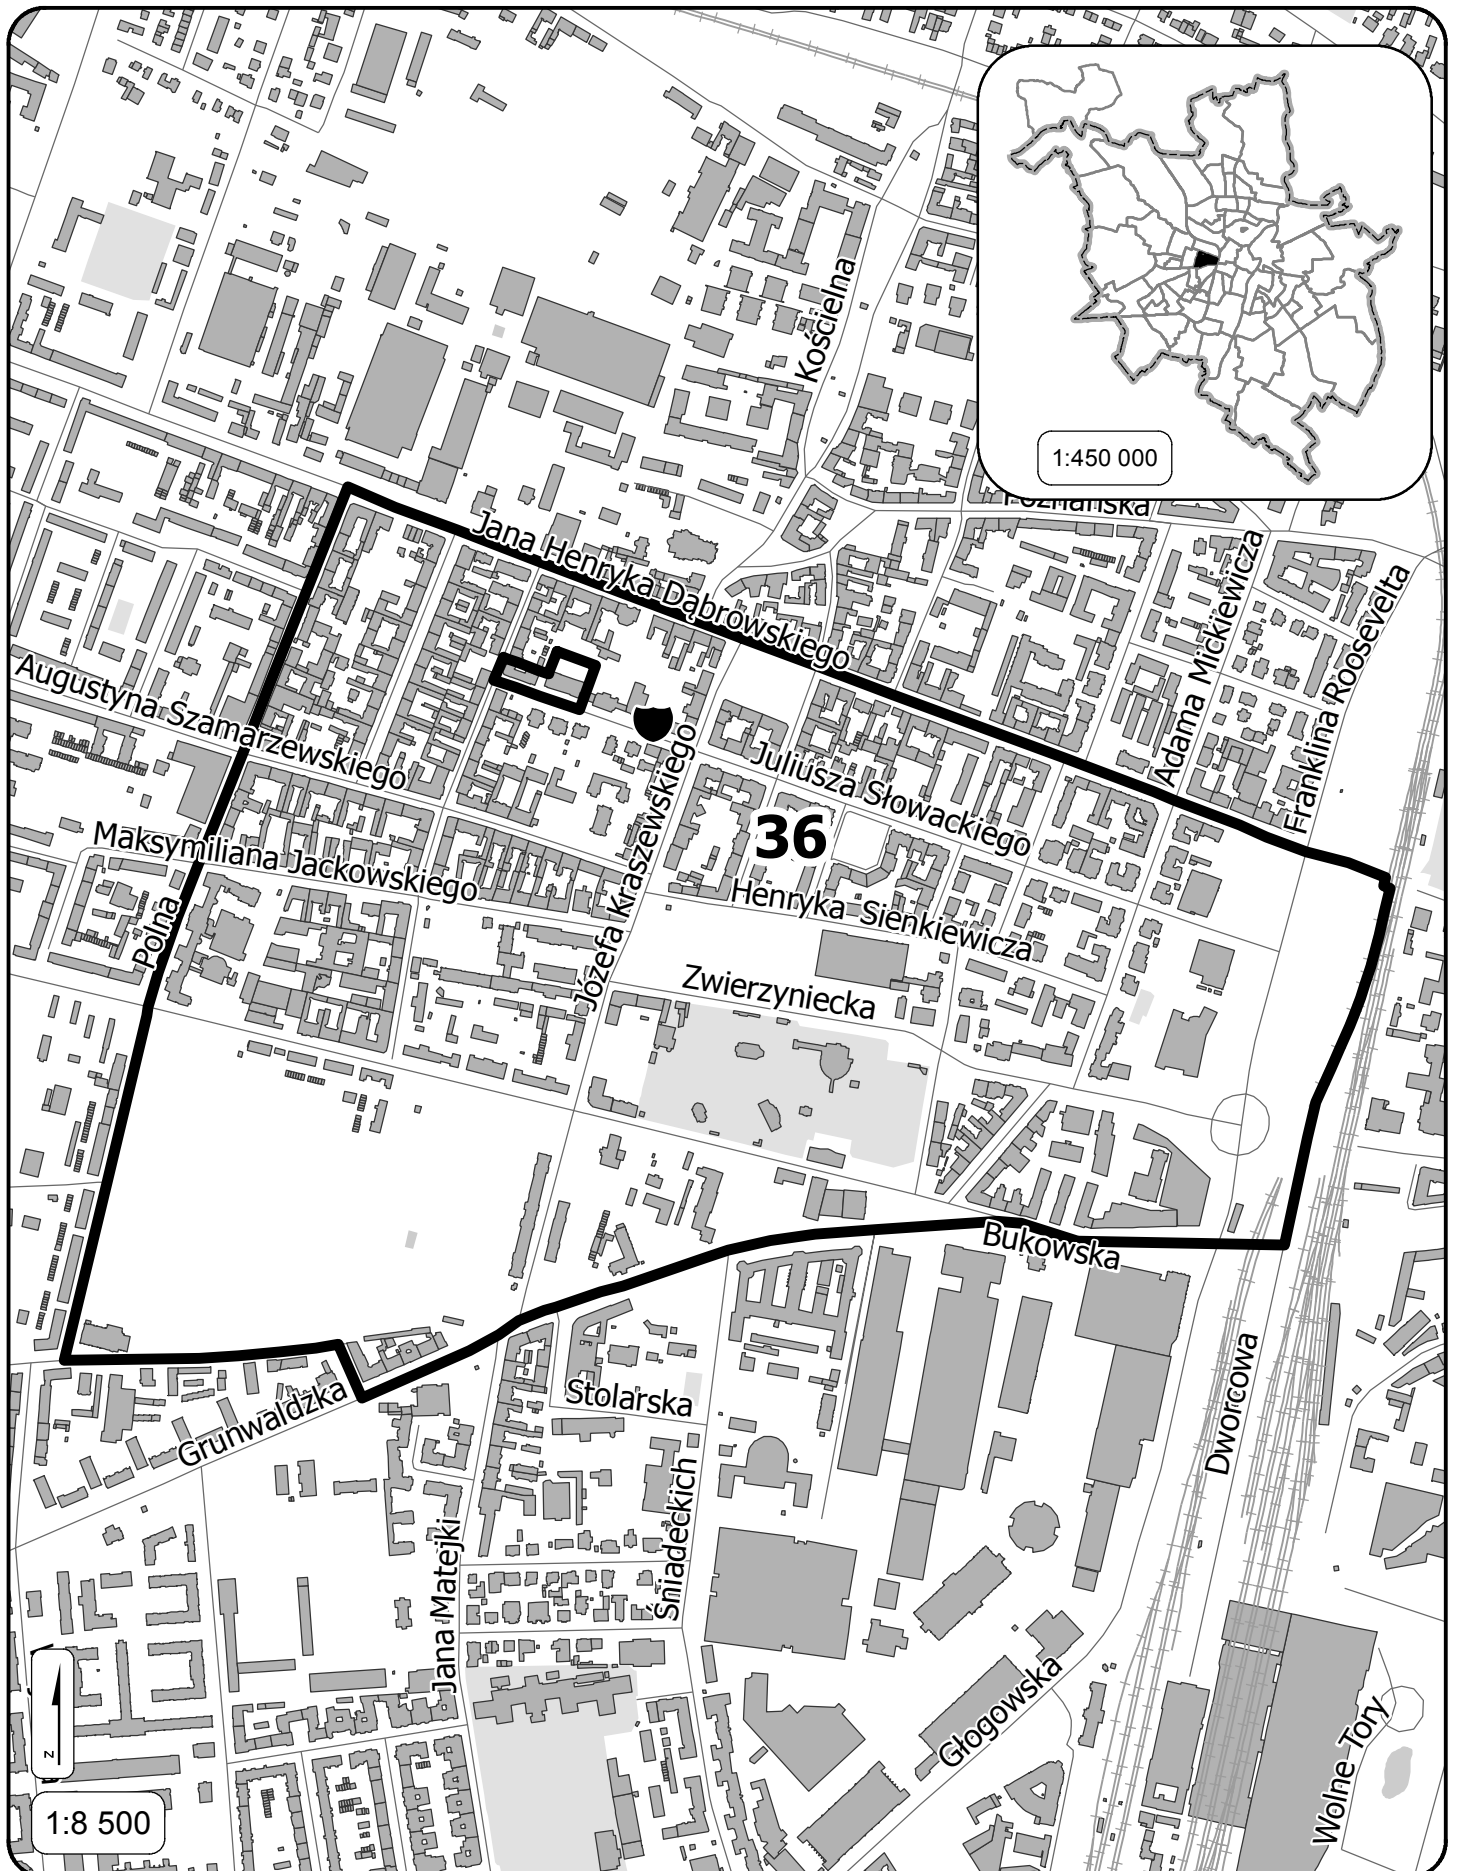 1:450 000
Kościelna
Poznańska
Jana Henryka Dąbrowskiego
Adama Mickiewicza
Franklina Roosevelta
Augustyna Szamarzewskiego
Juliusza Słowackiego
36
Maksymiliana Jackowskiego
Józefa Kraszewskiego
Henryka Sienkiewicza
Polna
Zwierzyniecka
Bukowska
Stolarska
Grunwaldzka
Dworcowa
Śniadeckich
Jana Matejki
Głogowska
Wolne Tory
N
1:8 500